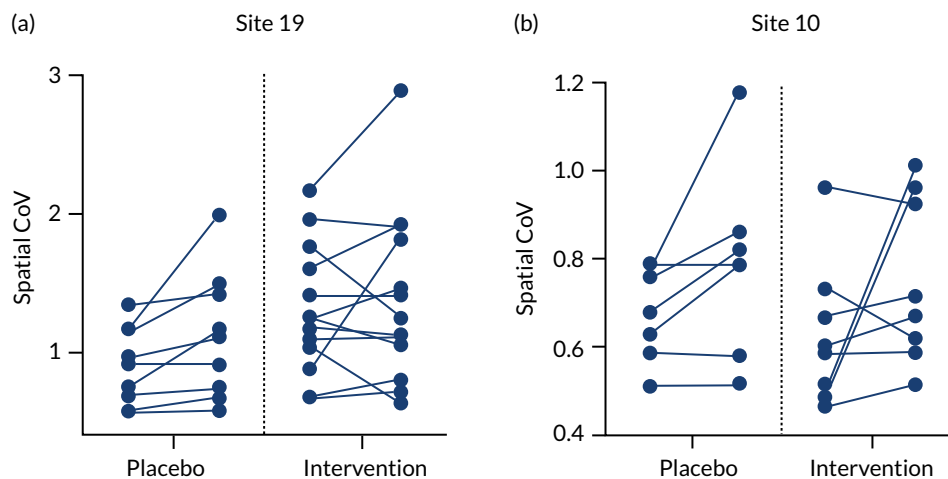 (a)
Site 19
Spatial CoV
3
2
1
Placebo
Intervention
(b)
Site 10
Spatial CoV
1.2
1.0
0.8
0.6
0.4
Placebo
Intervention